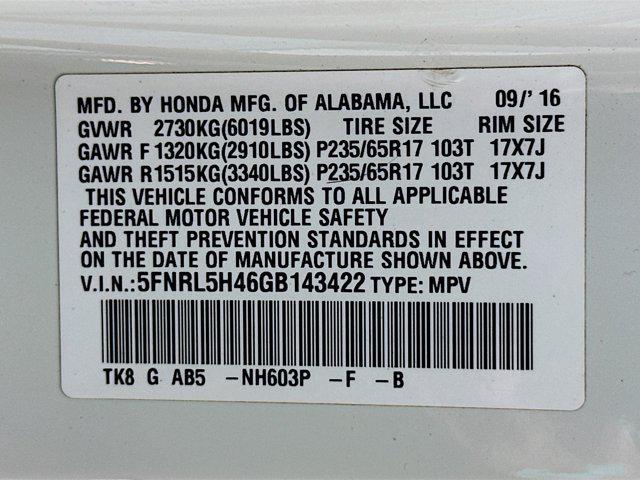 MFD. BY HONDA MFG. OF ALABAMA, LLC 09/' 16
GVWR 2730KG(6019LBS) TIRE SIZE RIM SIZE
GAWR F 1320KG(2910LBS) P235/65R17 103T 17X7J
GAWR R1515KG(3340LBS) P235/65R17 103T 17X7J
THIS VEHICLE CONFORMS TO ALL APPLICABLE
FEDERAL MOTOR VEHICLE SAFETY
AND THEFT PREVENTION STANDARDS IN EFFECT
ON THE DATE OF MANUFACTURE SHOWN ABOVE.
V.I.N.:5FNRL5H46GB143422 TYPE: MPV
TK8 G AB5 -NH603P -F -B